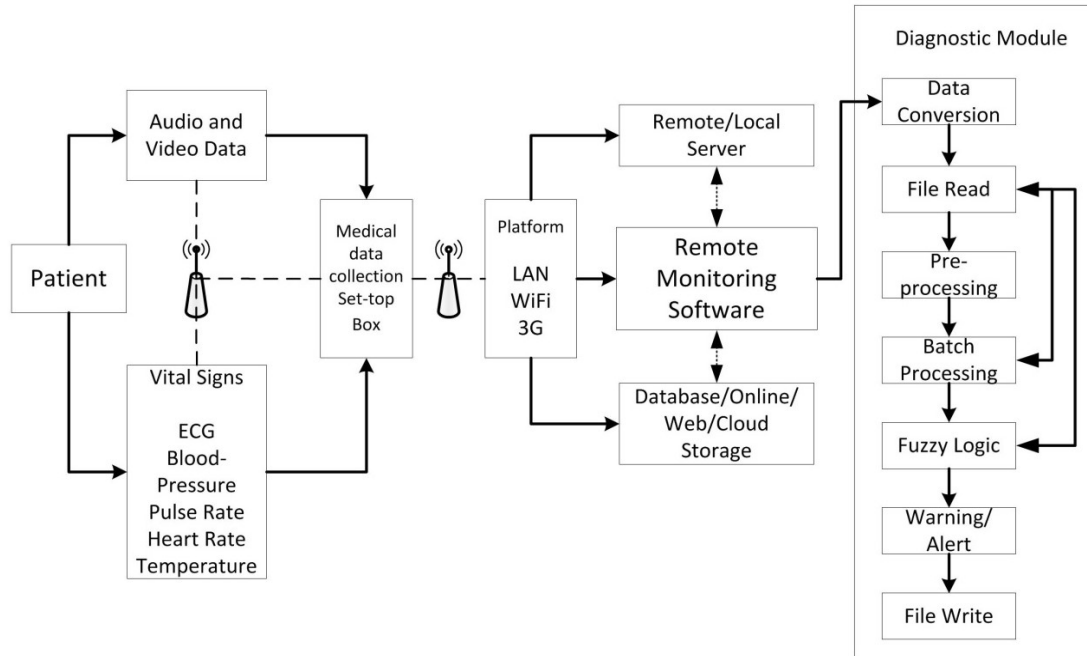 Patient
Audio and
Video Data
Vital Signs
ECG
Blood-
Pressure
Pulse Rate
Heart Rate
Temperature
Medical
data
collection
Set-top
Box
Platform
LAN
WiFi
3G
Remote/Local
Server
Remote
Monitoring
Software
Database/Online/
Web/Cloud
Storage
Diagnostic Module
Data
Conversion
File Read
Pre-
processing
Batch
Processing
Fuzzy Logic
Warning/
Alert
File Write